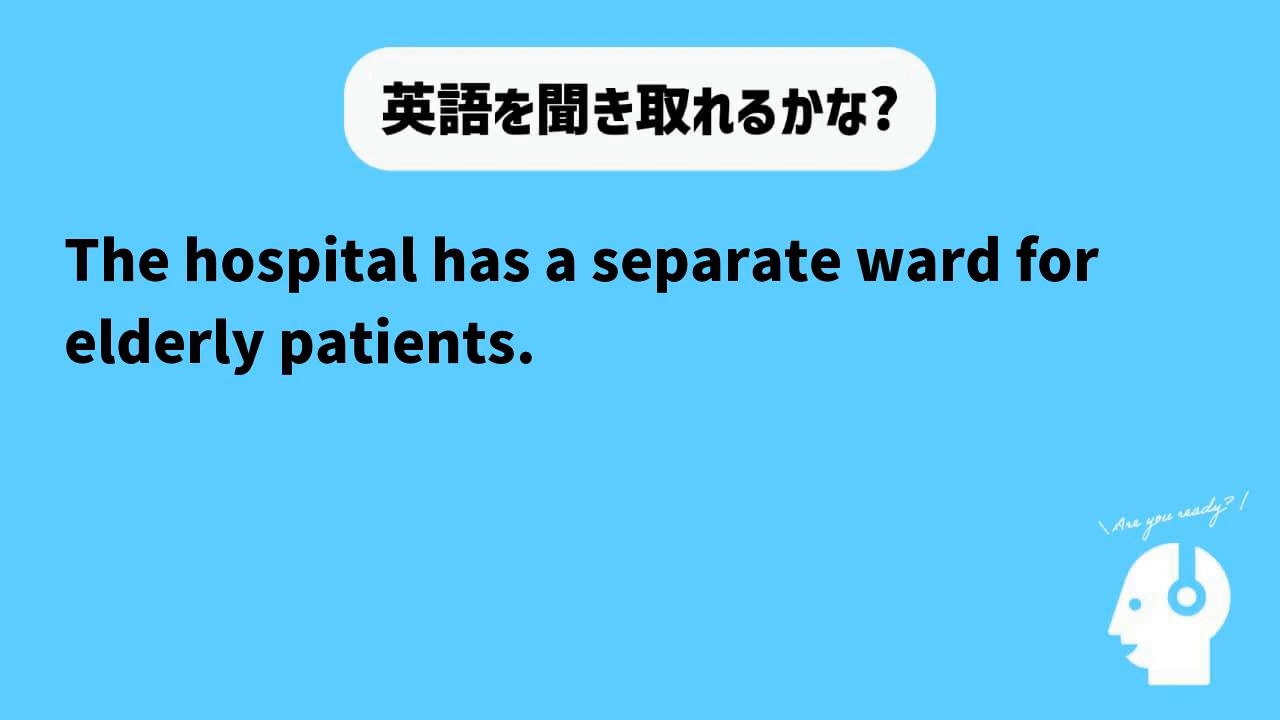 英語を聞き取れるかな?
The hospital has a separate ward for
elderly patients.
\ Are you ready? /